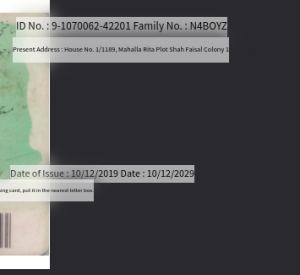 ID No. : 9-1070062-42201 Family No. : N4BOYZ
Present Address : House No. 1/1189, Mahalla Rita Plot Shah Faisal Colony 1
Date of Issue : 10/12/2019 Date : 10/12/2029
ing card, put it in the nearest letter box.